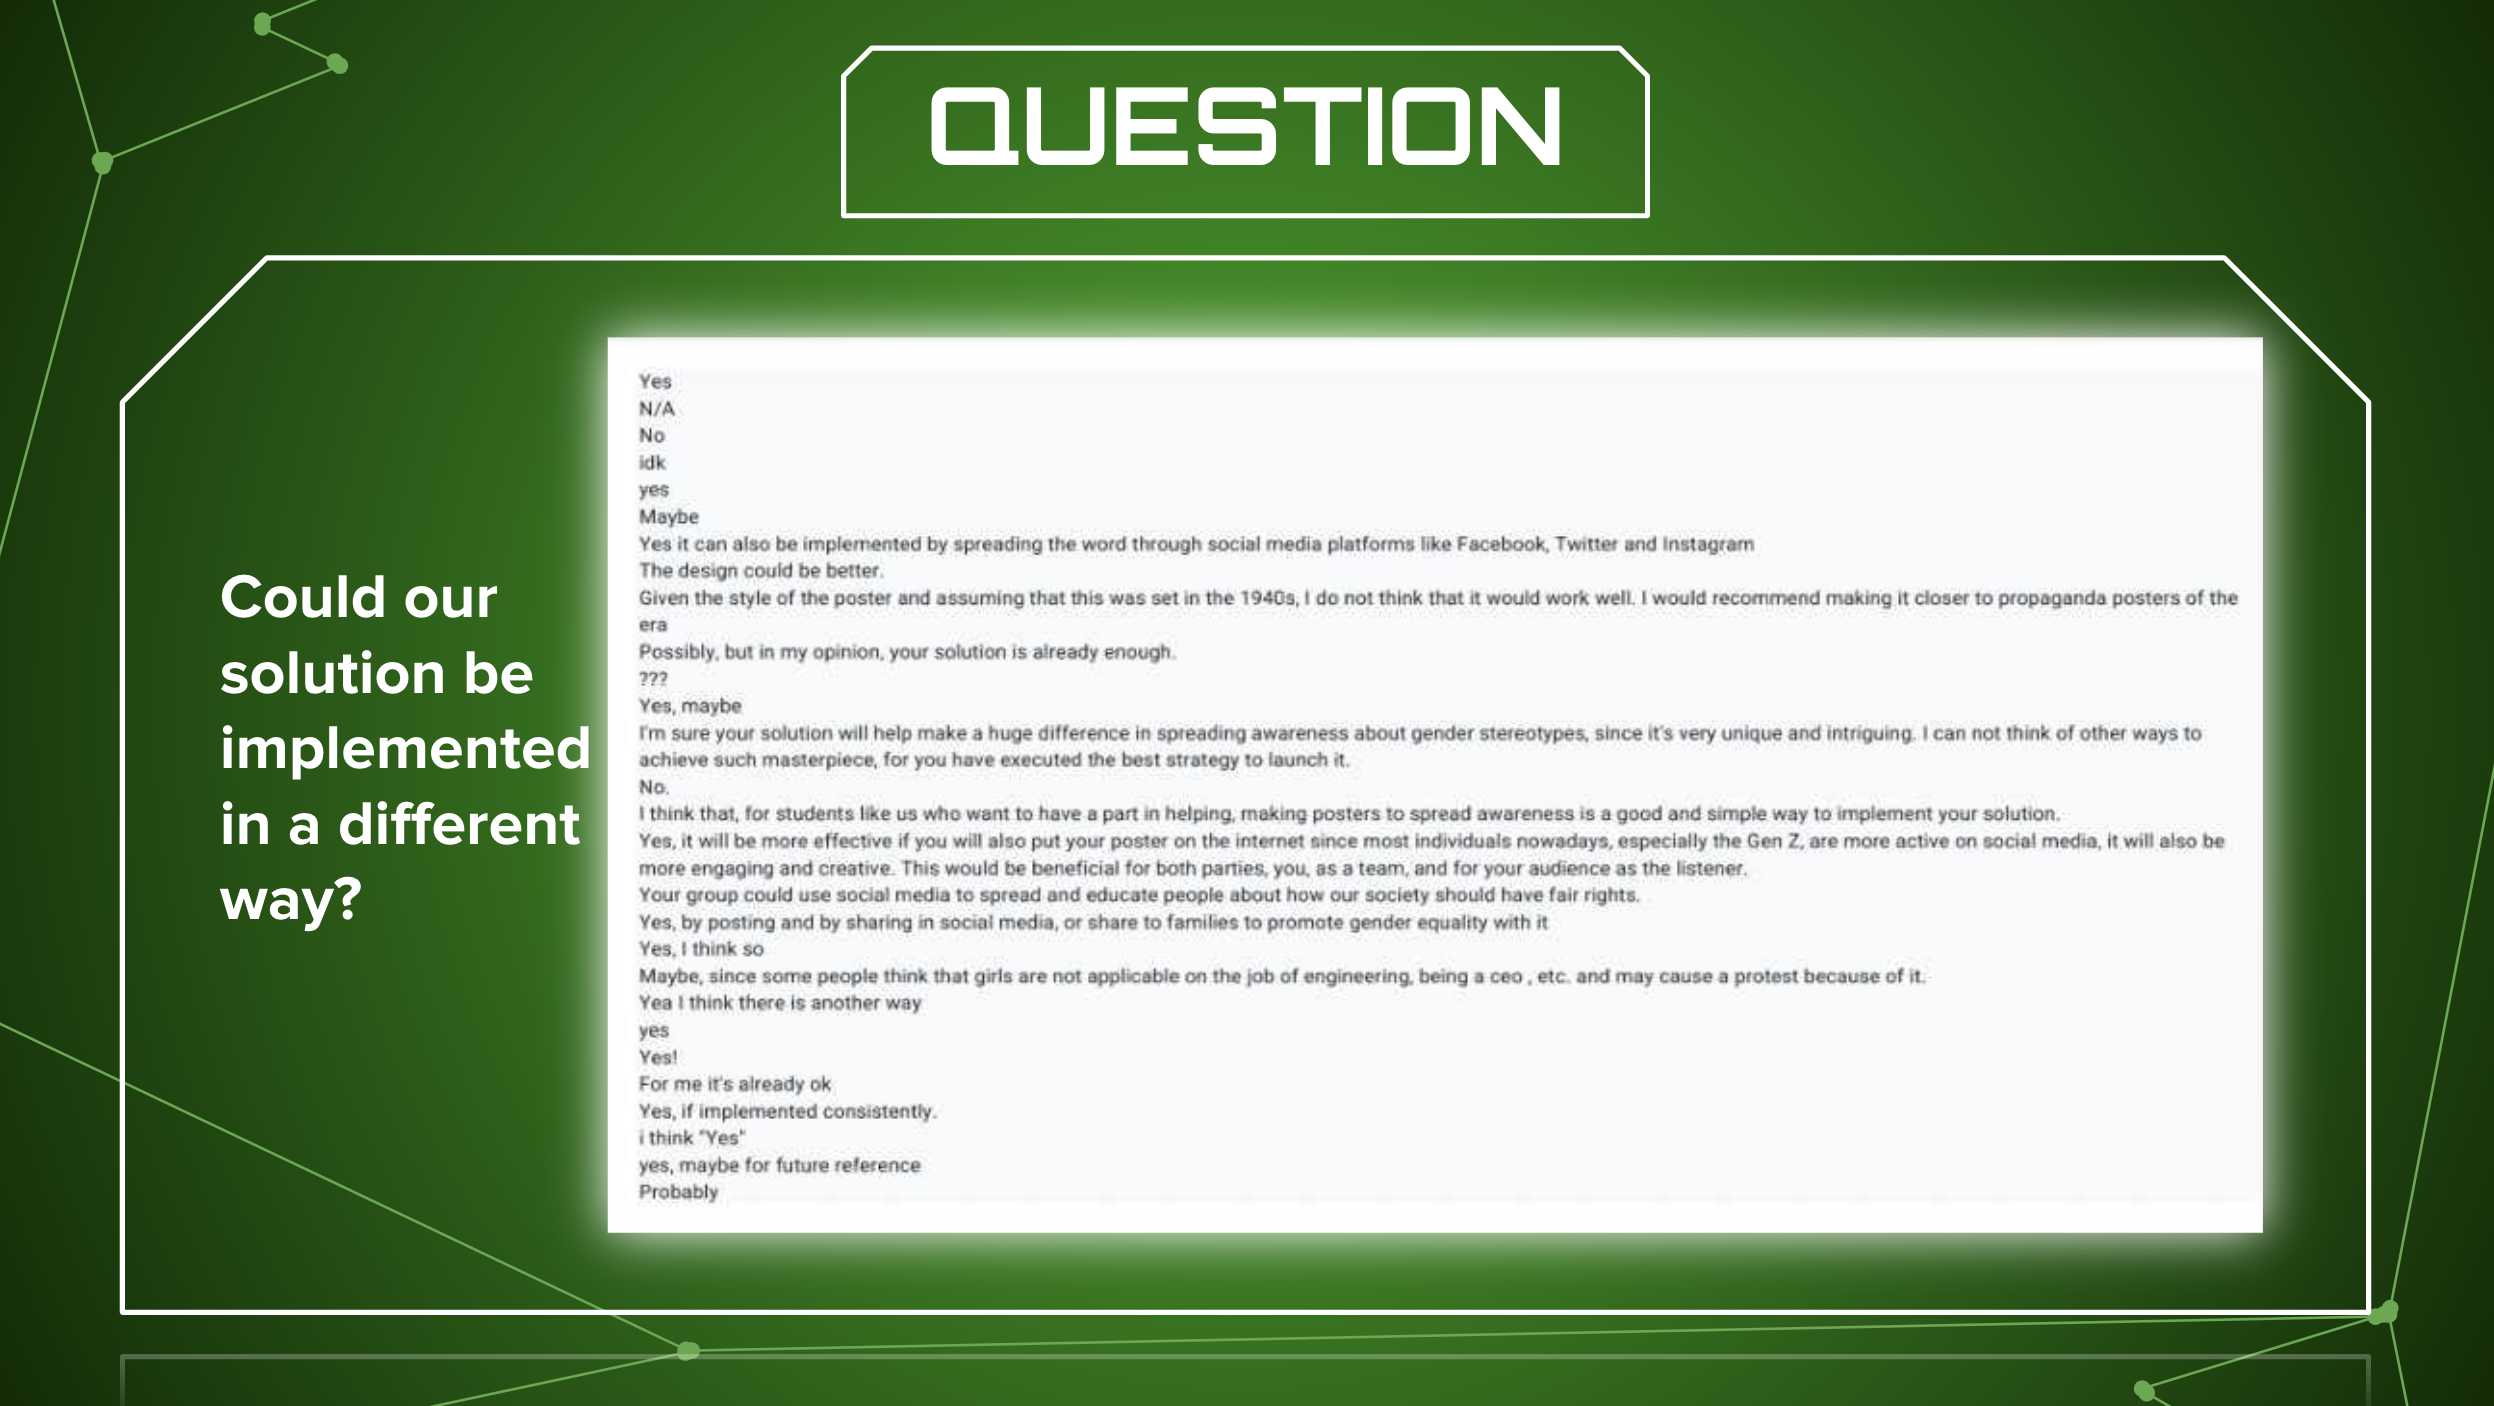 QUESTION
Could our
solution be
implemented
in a different
way?
Yes
N/A
No
idk
yes
Maybe
Yes it can also be implemented by spreading the word through social media platforms like Facebook, Twitter and Instagram
The design could be better.
Given the style of the poster and assuming that this was set in the 1940s, I do not think that it would work well. I would recommend making it closer to propaganda posters of the
era
Possibly, but in my opinion, your solution is already enough.
???
Yes, maybe
I'm sure your solution will help make a huge difference in spreading awareness about gender stereotypes, since it's very unique and intriguing. I can not think of other ways to
achieve such masterpiece, for you have executed the best strategy to launch it.
No.
I think that, for students like us who want to have a part in helping, making posters to spread awareness is a good and simple way to implement your solution.
Yes, it will be more effective if you will also put your poster on the internet since most individuals nowadays, especially the Gen Z, are more active on social media, it will also be
more engaging and creative. This would be beneficial for both parties, you, as a team, and for your audience as the listener.
Your group could use social media to spread and educate people about how our society should have fair rights.
Yes, by posting and by sharing in social media, or share to families to promote gender equality with it
Yes, I think so
Maybe, since some people think that girls are not applicable on the job of engineering, being a ceo , etc. and may cause a protest because of it.
Yea I think there is another way
yes
Yes!
For me it's already ok
Yes, if implemented consistently.
i think "Yes"
yes, maybe for future reference
Probably